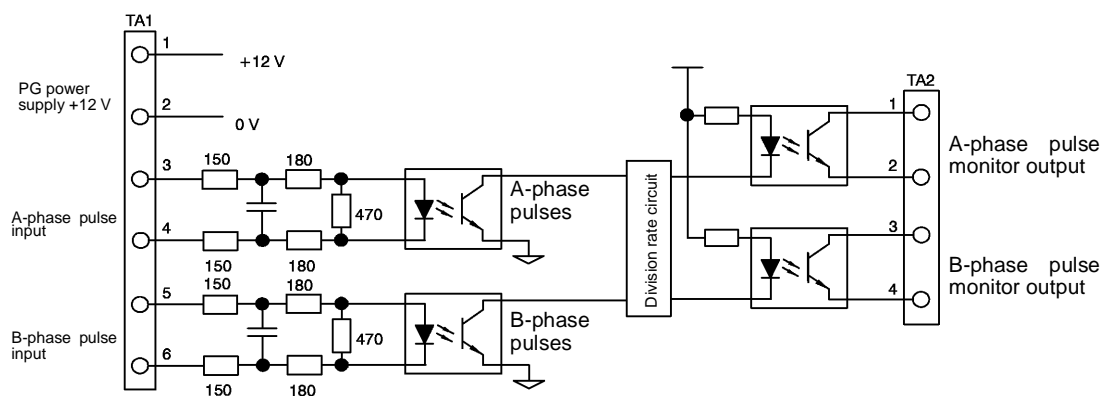 TA1
1
+12 V
PG power
supply +12 V
2
0 V
3
150
180
A-phase pulse
input
470
4
150
180
A-phase
pulses
5
150
180
B-phase pulse
input
470
6
150
180
B-phase
pulses
Division rate circuit
TA2
1
A-phase pulse
monitor output
2
3
B-phase pulse
monitor output
4